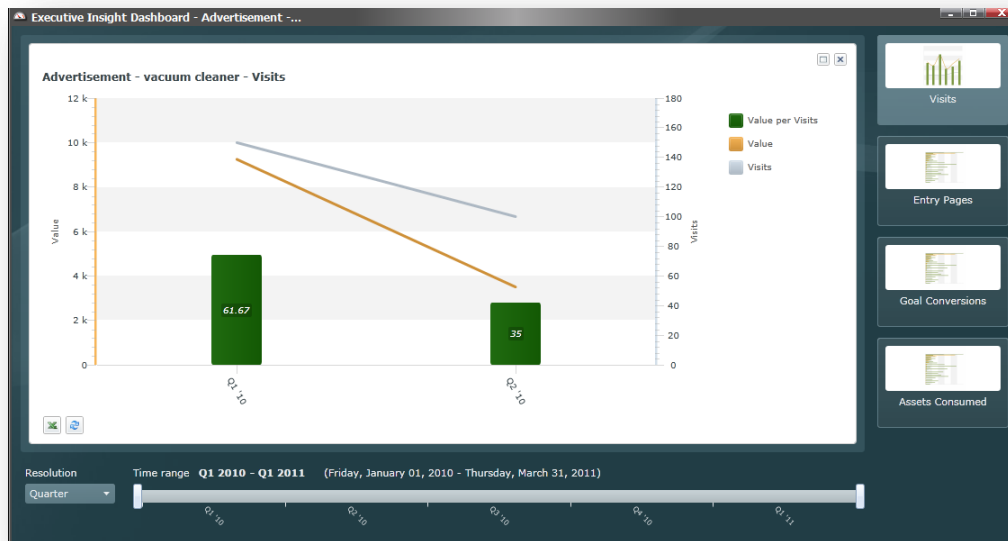 Executive Insight Dashboard - Advertisement -...
Advertisement - vacuum cleaner - Visits
12 k
10 k
8 k
6 k
4 k
2 k
0
Value
180
160
140
120
100
80
60
40
20
0
Visits
61.67
35
Q1 '10
Q2 '10
Value per Visits
Value
Visits
Visits
Entry Pages
Goal Conversions
Assets Consumed
Resolution
Quarter
Time range Q1 2010 - Q1 2011 (Friday, January 01, 2010 - Thursday, March 31, 2011)
Q1 '10
Q2 '10
Q3 '10
Q4 '10
Q1 '11